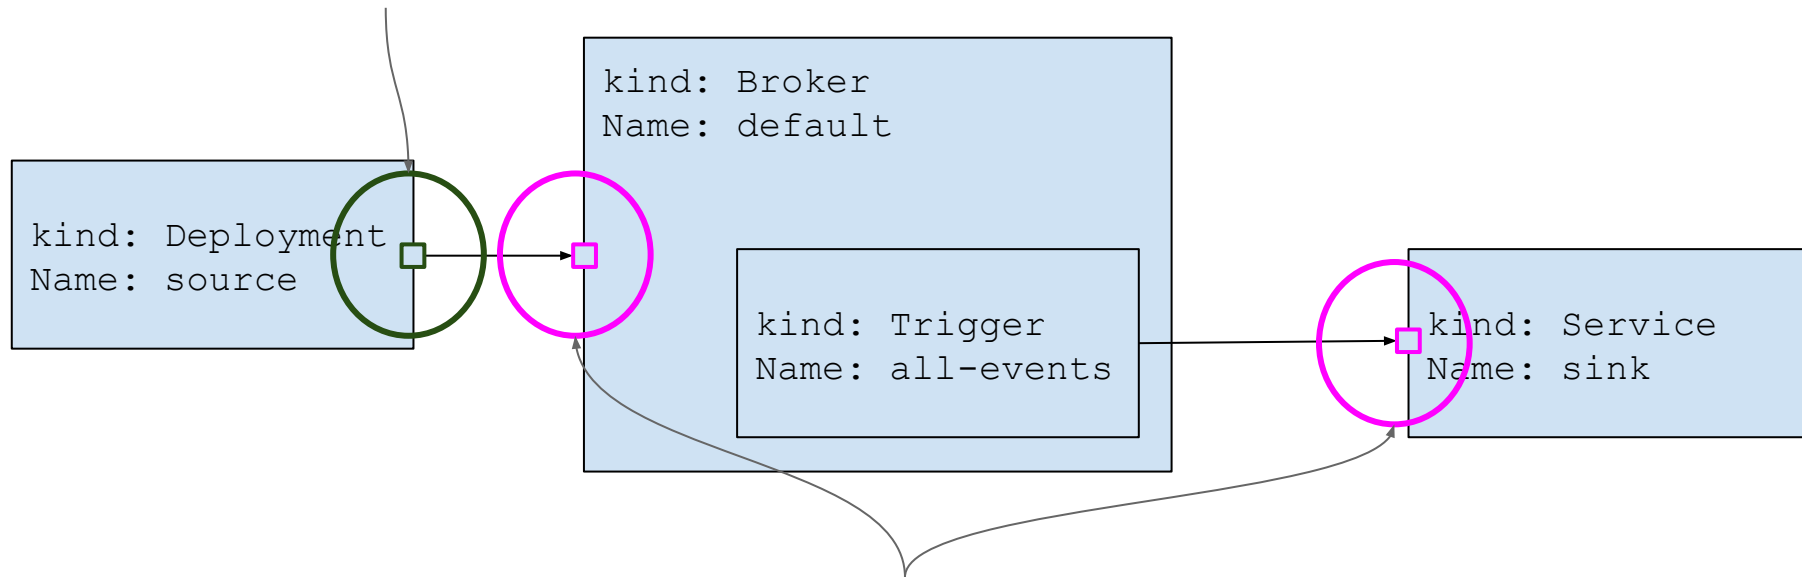 kind: Broker
Name: default
kind: Deployment
Name: source
kind: Trigger
Name: all-events
kind: Service
Name: sink